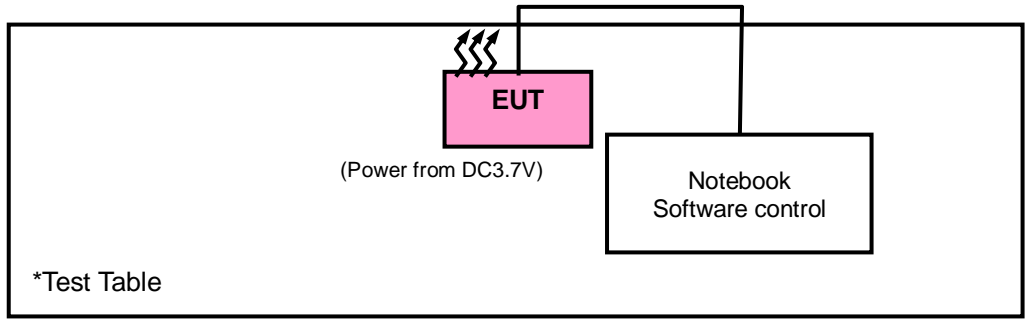 EUT
(Power from DC3.7V)
Notebook
Software control
*Test Table